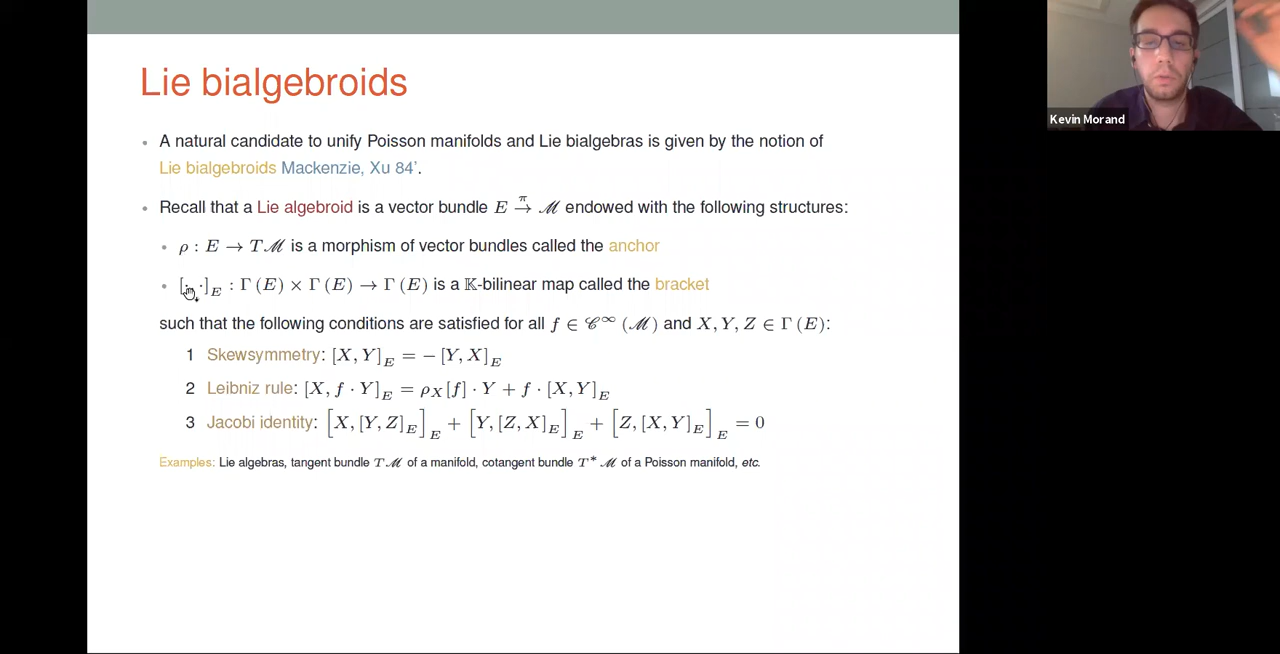 Lie bialgebroids
• A natural candidate to unify Poisson manifolds and Lie bialgebras is given by the notion of
Lie bialgebroids Mackenzie, Xu 84'.
• Recall that a Lie algebroid is a vector bundle E →^π ℳ endowed with the following structures:
• ρ : E → Tℳ is a morphism of vector bundles called the anchor
• [·, ·]_E : Γ(E) × Γ(E) → Γ(E) is a 𝕂-bilinear map called the bracket
such that the following conditions are satisfied for all f ∈ 𝒞^∞(ℳ) and X, Y, Z ∈ Γ(E):
1 Skewsymmetry: [X, Y]_E = − [Y, X]_E
2 Leibniz rule: [X, f · Y]_E = ρ_X[f] · Y + f · [X, Y]_E
3 Jacobi identity: [X, [Y, Z]_E]_E + [Y, [Z, X]_E]_E + [Z, [X, Y]_E]_E = 0
Examples: Lie algebras, tangent bundle Tℳ of a manifold, cotangent bundle T*ℳ of a Poisson manifold, etc.
Kevin Morand